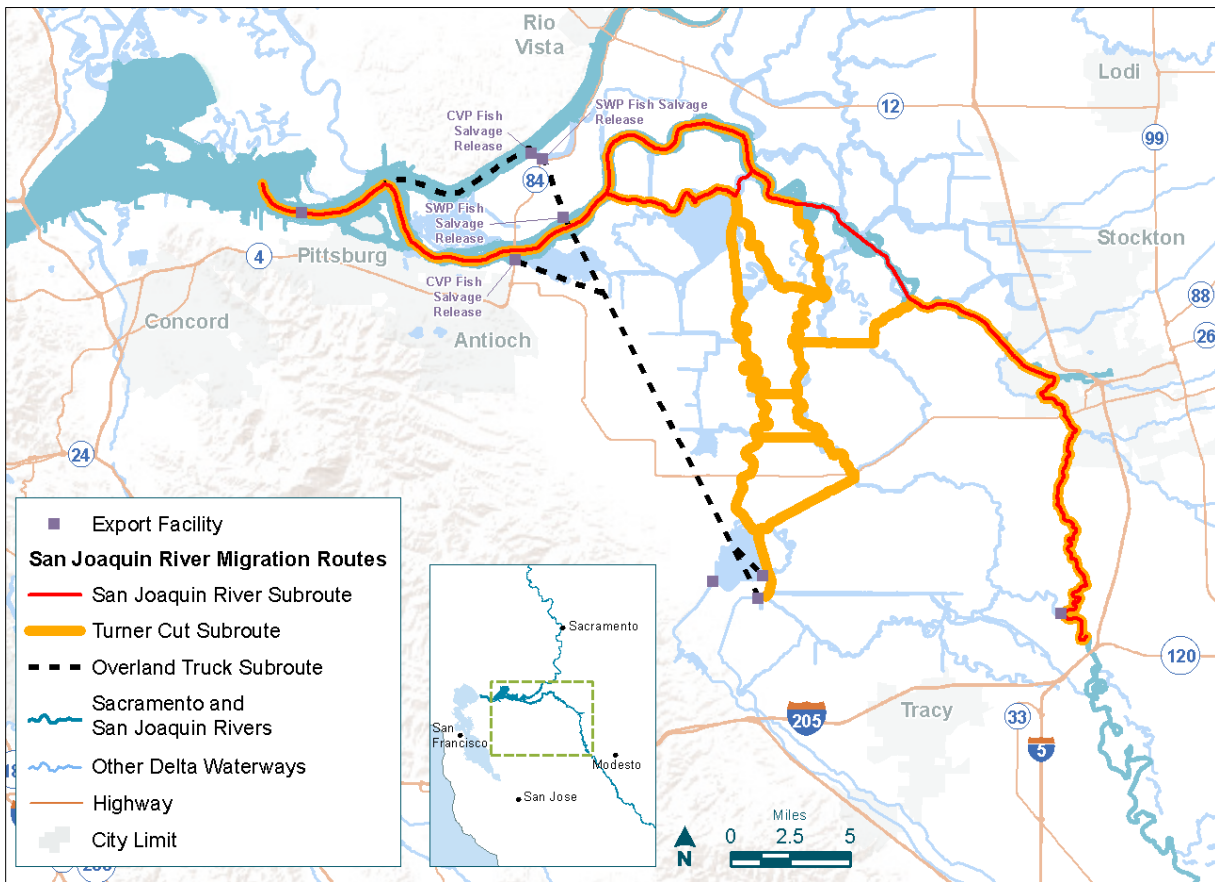 Rio
Vista
Lodi
CVP Fish
Salvage
Release
SWP Fish Salvage
Release
12
99
84
SWP Fish
Salvage
Release
4
Pittsburg
Stockton
CVP Fish
Salvage
Release
88
Concord
Antioch
26
24
Export Facility
San Joaquin River Migration Routes
San Joaquin River Subroute
Turner Cut Subroute
Overland Truck Subroute
Sacramento and
San Joaquin Rivers
Other Delta Waterways
Highway
City Limit
Sacramento
San
Francisco
Modesto
San Jose
120
Tracy
205
33
5
Miles
0 2.5 5
N